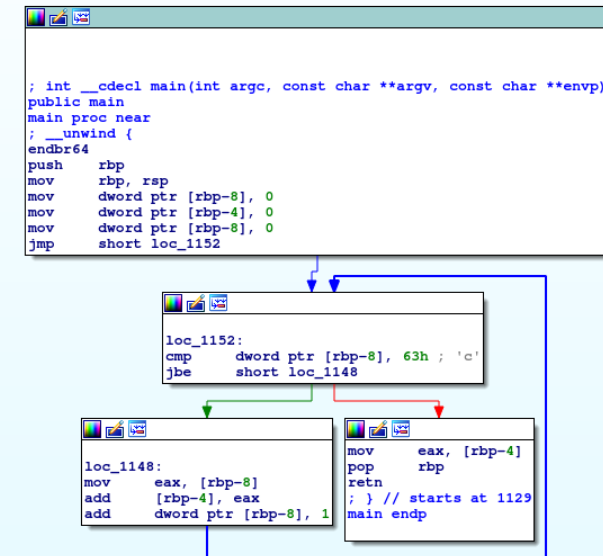 ; int __cdecl main(int argc, const char **argv, const char **envp)
public main
main proc near
; __unwind {
endbr64
push rbp
mov rbp, rsp
mov dword ptr [rbp-8], 0
mov dword ptr [rbp-4], 0
mov dword ptr [rbp-8], 0
jmp short loc_1152
loc_1152:
cmp dword ptr [rbp-8], 63h ; 'c'
jbe short loc_1148
loc_1148:
mov eax, [rbp-8]
add [rbp-4], eax
add dword ptr [rbp-8], 1
mov eax, [rbp-4]
pop rbp
retn
; } // starts at 1129
main endp